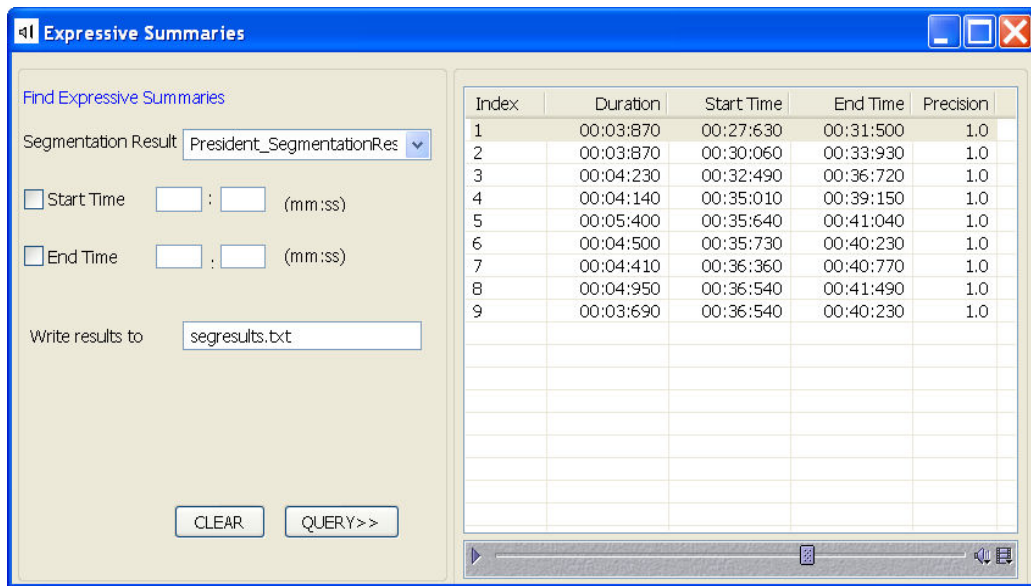 Expressive Summaries
Find Expressive Summaries
Segmentation Result President_SegmentationRes
Start Time : (mm:ss)
End Time : (mm:ss)
Write results to segresults.txt
CLEAR QUERY>>
Index Duration Start Time End Time Precision
1 00:03:870 00:27:630 00:31:500 1.0
2 00:03:870 00:30:060 00:33:930 1.0
3 00:04:230 00:32:490 00:36:720 1.0
4 00:04:140 00:35:010 00:39:150 1.0
5 00:05:400 00:35:640 00:41:040 1.0
6 00:04:500 00:35:730 00:40:230 1.0
7 00:04:410 00:36:360 00:40:770 1.0
8 00:04:950 00:36:540 00:41:490 1.0
9 00:03:690 00:36:540 00:40:230 1.0